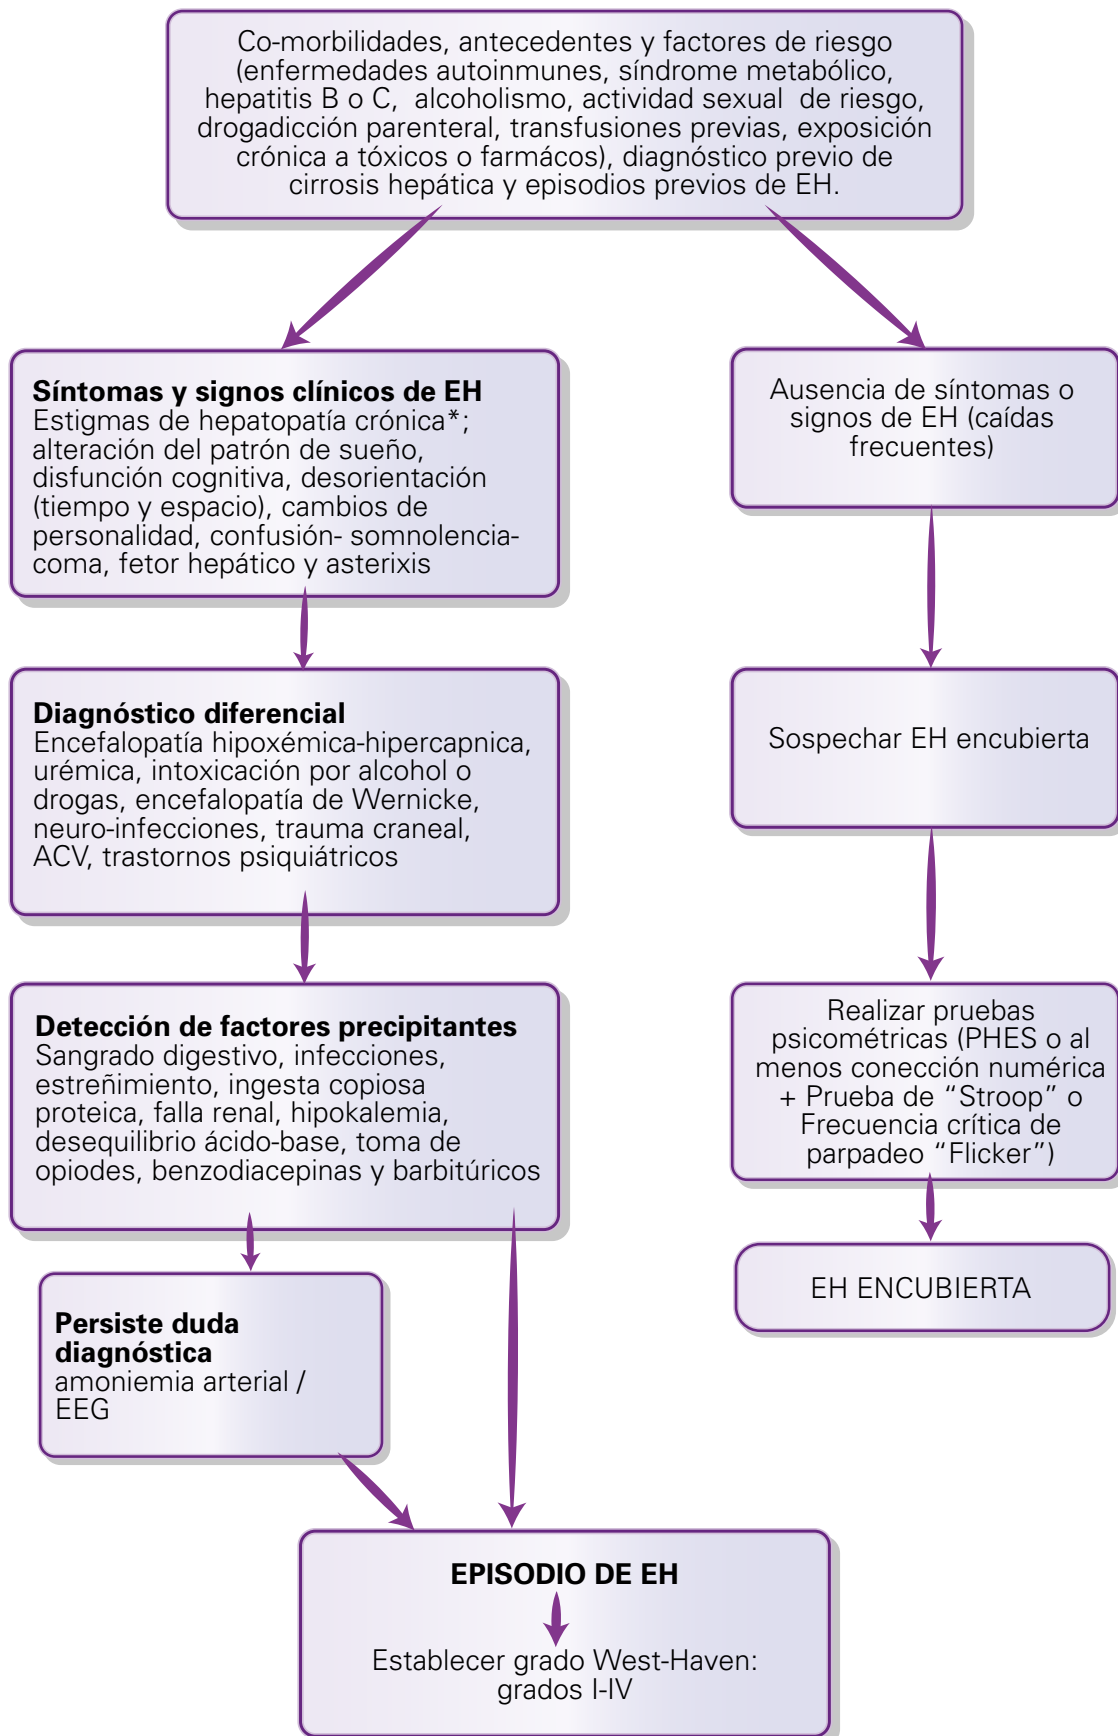 Co-morbilidades, antecedentes y factores de riesgo
(enfermedades autoinmunes, síndrome metabólico,
hepatitis B o C, alcoholismo, actividad sexual de riesgo,
drogadicción parenteral, transfusiones previas, exposición
crónica a tóxicos o farmácos), diagnóstico previo de
cirrosis hepática y episodios previos de EH.
Síntomas y signos clínicos de EH
Estigmas de hepatopatía crónica*;
alteración del patrón de sueño,
disfunción cognitiva, desorientación
(tiempo y espacio), cambios de
personalidad, confusión- somnolencia-
coma, fetor hepático y asterixis
Diagnóstico diferencial
Encefalopatía hipoxémica-hipercapnica,
urémica, intoxicación por alcohol o
drogas, encefalopatía de Wernicke,
neuro-infecciones, trauma craneal,
ACV, trastornos psiquiátricos
Detección de factores precipitantes
Sangrado digestivo, infecciones,
estreñimiento, ingesta copiosa
proteica, falla renal, hipokalemia,
desequilibrio ácido-base, toma de
opiodes, benzodiacepinas y barbitúricos
Persiste duda
diagnóstica
amoniemia arterial /
EEG
Ausencia de síntomas o
signos de EH (caídas
frecuentes)
Sospechar EH encubierta
Realizar pruebas
psicométricas (PHES o al
menos conección numérica
+ Prueba de “Stroop” o
Frecuencia crítica de
parpadeo “Flicker”)
EH ENCUBIERTA
EPISODIO DE EH
Establecer grado West-Haven:
grados I-IV